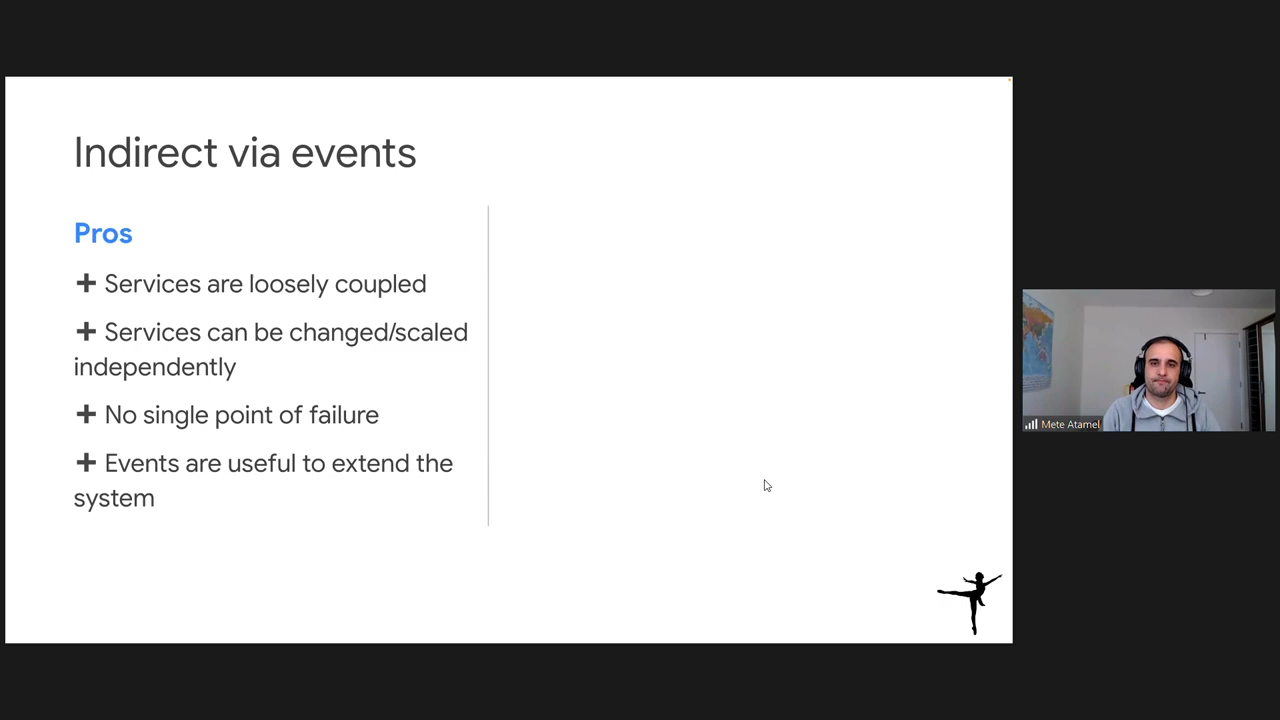 Indirect via events
Pros
+ Services are loosely coupled
+ Services can be changed/scaled
independently
+ No single point of failure
+ Events are useful to extend the
system
Mete Atamel